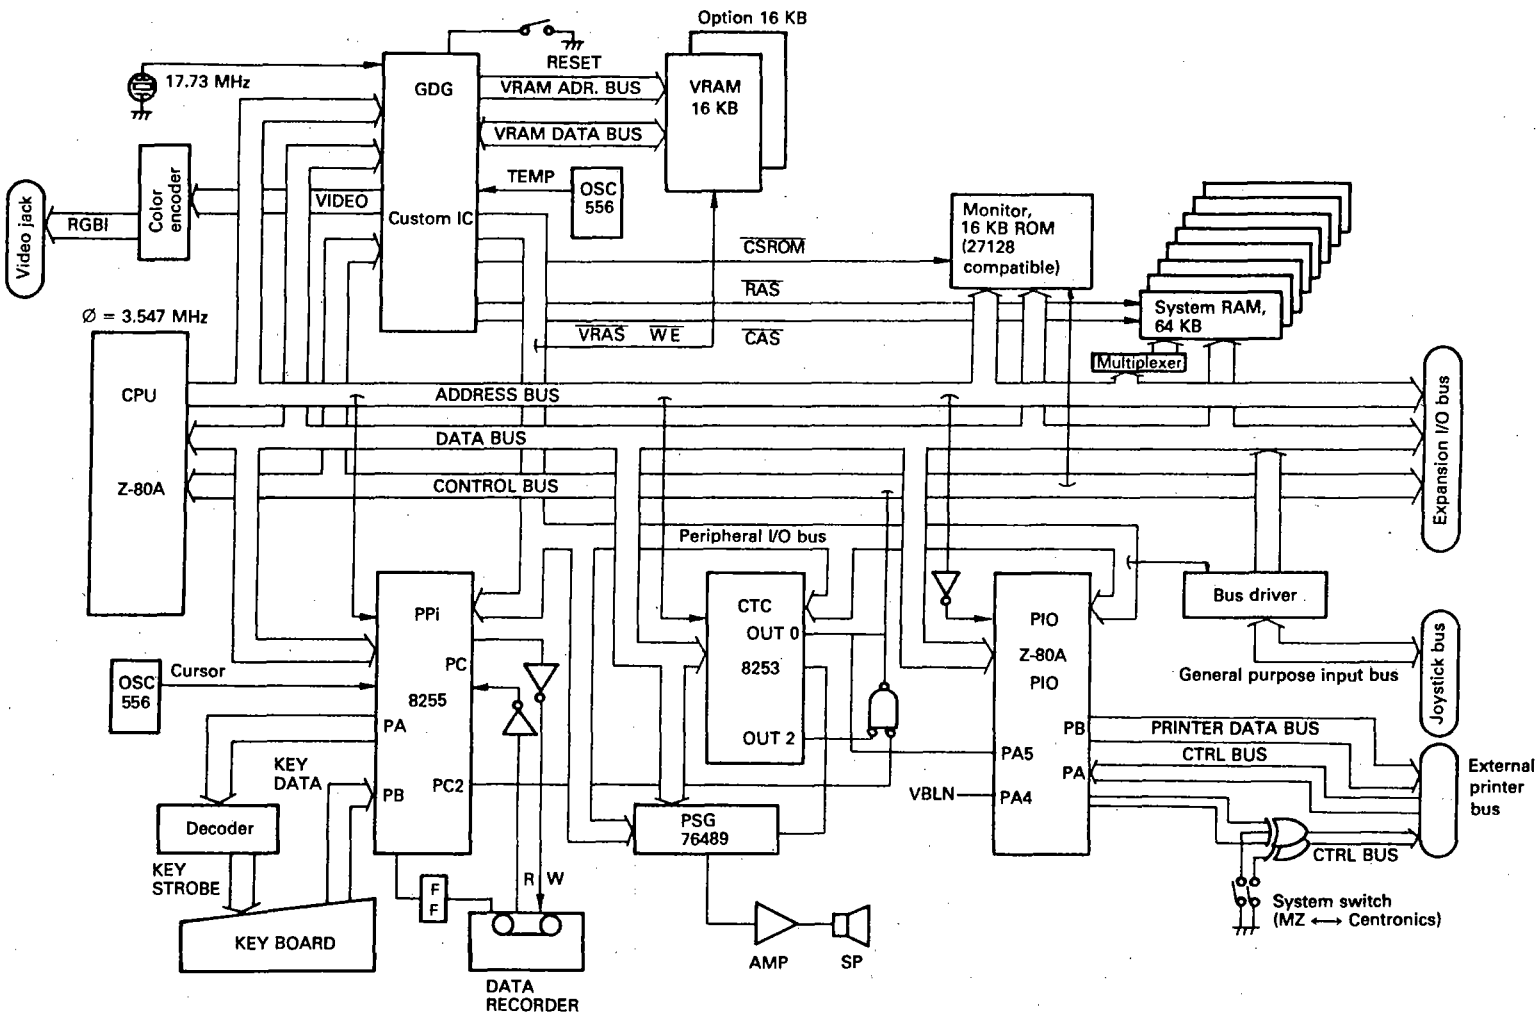 Option 16 KB
RESET
17.73 MHz
GDG
VRAM ADR. BUS
VRAM
16 KB
VRAM DATA BUS
Color
encoder
TEMP
OSC
556
VIDEO
Custom IC
RGBI
Video jack
Monitor,
16 KB ROM
(27128
compatible)
CSROM
RAS
System RAM,
64 KB
Ø = 3.547 MHz
VRAS WE
CAS
Multiplexer
CPU
ADDRESS BUS
DATA BUS
Z-80A
CONTROL BUS
Expansion I/O bus
Peripheral I/O bus
PPi
CTC
OUT 0
8253
OUT 2
PIO
Z-80A
PIO
Bus driver
General purpose input bus
Joystick bus
OSC
556
Cursor
PC
8255
PA
KEY
DATA
PB
PC2
PB
PRINTER DATA BUS
PA5
CTRL BUS
PA
VBLN
PA4
External
printer
bus
Decoder
PSG
76489
CTRL BUS
KEY
STROBE
F
F
R W
System switch
(MZ ⟷ Centronics)
KEY BOARD
AMP
SP
DATA
RECORDER